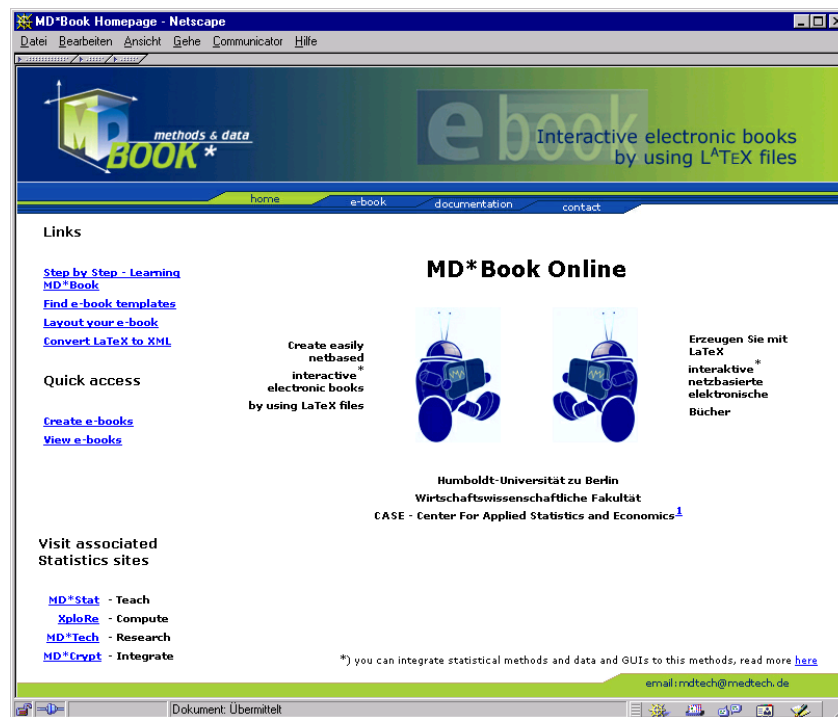 MD*Book Homepage - Netscape
Datei Bearbeiten Ansicht Gehe Communicator Hilfe
MD
BOOK *
methods & data
e book
Interactive electronic books
by using LATEX files
home e-book documentation contact
Links
Step by Step - Learning
MD*Book
Find e-book templates
Layout your e-book
Convert LaTeX to XML
Quick access
Create e-books
View e-books
Visit associated
Statistics sites
MD*Stat - Teach
XploRe - Compute
MD*Tech - Research
MD*Crypt - Integrate
MD*Book Online
Create easily
netbased
interactive*
electronic books
by using LaTeX files
Erzeugen Sie mit
LaTeX
interaktive*
netzbasierte
elektronische
Bücher
Humboldt-Universität zu Berlin
Wirtschaftswissenschaftliche Fakultät
CASE - Center For Applied Statistics and Economics1
*) you can integrate statistical methods and data and GUIs to this methods, read more here
email:mdtech@medtech.de
Dokument: Übermittelt